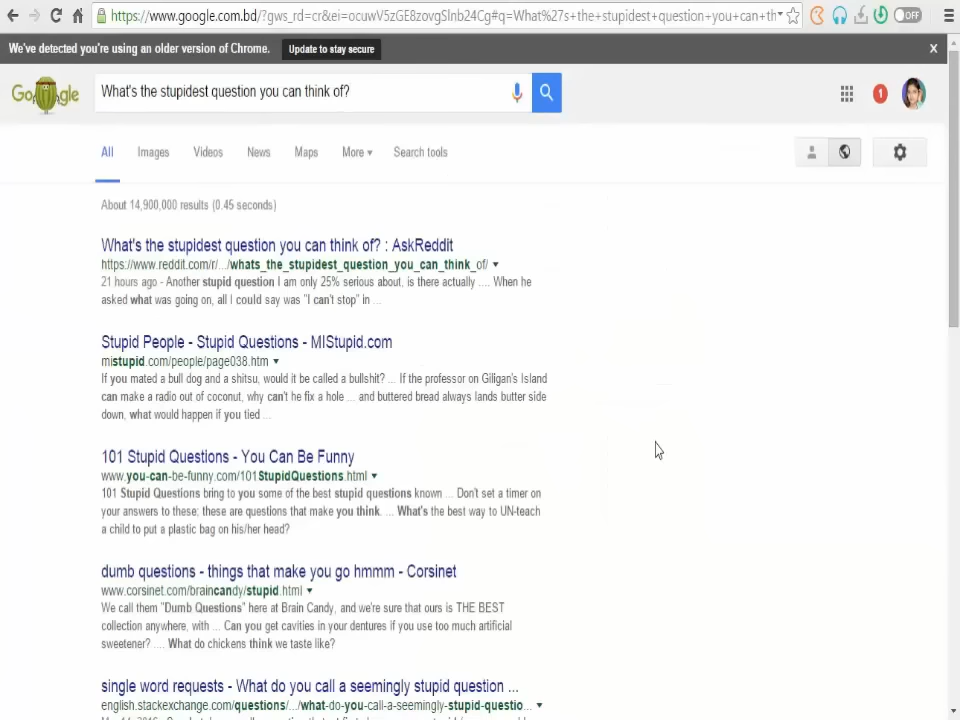 https://www.google.com.bd/?gws_rd=cr&ei=ocuwV5zGE8zovgSlnb24Cg#q=What%27s+the+stupidest+question+you+can+th
OFF
We've detected you're using an older version of Chrome. Update to stay secure x
Google
What's the stupidest question you can think of?
1
All Images Videos News Maps More Search tools
About 14,900,000 results (0.45 seconds)
What's the stupidest question you can think of? : AskReddit
https://www.reddit.com/r/.../whats_the_stupidest_question_you_can_think_of/
21 hours ago - Another stupid question I am only 25% serious about, is there actually .... When he
asked what was going on, all I could say was "I can't stop" in ...
Stupid People - Stupid Questions - MIStupid.com
mistupid.com/people/page038.htm
If you mated a bull dog and a shitsu, would it be called a bullshit? ... If the professor on Giligan's Island
can make a radio out of coconut, why can't he fix a hole ... and buttered bread always lands butter side
down, what would happen if you tied ...
101 Stupid Questions - You Can Be Funny
www.you-can-be-funny.com/101StupidQuestions.html
101 Stupid Questions bring to you some of the best stupid questions known ... Don't set a timer on
your answers to these; these are questions that make you think. ... What's the best way to UN-teach
a child to put a plastic bag on his/her head?
dumb questions - things that make you go hmmm - Corsinet
www.corsinet.com/braincandy/stupid.html
We call them "Dumb Questions" here at Brain Candy, and we're sure that ours is THE BEST
collection anywhere, with ... Can you get cavities in your dentures if you use too much artificial
sweetener? .... What do chickens think we taste like?
single word requests - What do you call a seemingly stupid question ...
english.stackexchange.com/questions/.../what-do-you-call-a-seemingly-stupid-questio...